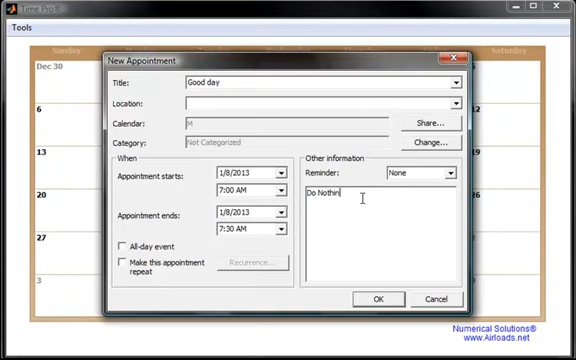 Time Pro®
Tools
Sunday
Saturday
Dec 30
6
13
20
27
3
New Appointment
Title:
Good day
Location:
Calendar:
M
Share...
Category:
Not Categorized
Change...
When
Appointment starts:
1/8/2013
7:00 AM
Appointment ends:
1/8/2013
7:30 AM
All-day event
Make this appointment
repeat
Recurrence...
Other information
Reminder:
None
Do Nothin
OK
Cancel
Numerical Solutions®
www.Airloads.net